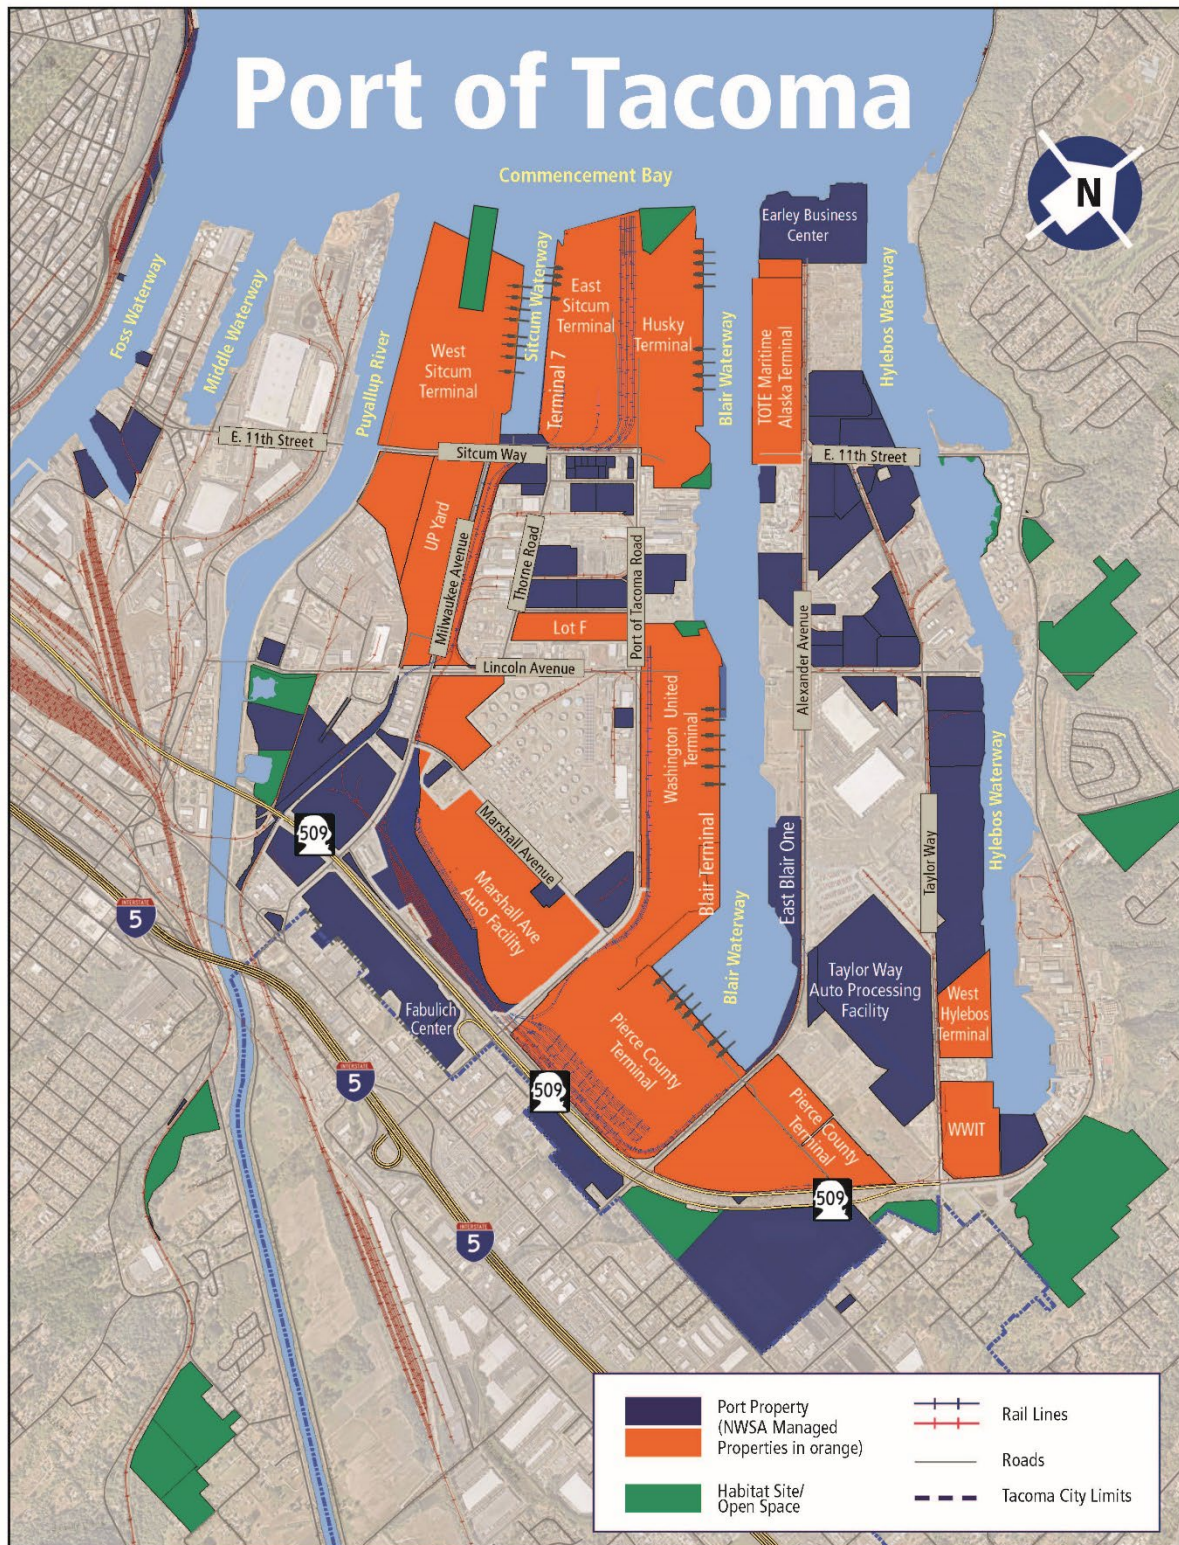 Port of Tacoma
Commencement Bay
N
Earley Business
Center
Foss Waterway
Middle Waterway
Puyallup River
West
Sitcum
Terminal
Sitcum Waterway
East
Sitcum
Terminal
Terminal 7
Husky
Terminal
Blair Waterway
TOTE Maritime
Alaska Terminal
Hylebos Waterway
E. 11th Street
Sitcum Way
E. 11th Street
UP Yard
Milwaukee Avenue
Thorne Road
Port of Tacoma Road
Lot F
Lincoln Avenue
Alexander Avenue
Washington United
Terminal
Marshall Avenue
Blair Terminal
Taylor Way
Hylebos Waterway
509
5
INTERSTATE
Marshall Ave
Auto Facility
East Blair One
Blair Waterway
Taylor Way
Auto Processing
Facility
West
Hylebos
Terminal
Fabulich
Center
Pierce County
Terminal
INTERSTATE
5
509
Pierce County
Terminal
WWIT
509
INTERSTATE
5
Port Property
(NWSA Managed
Properties in orange)
Habitat Site/
Open Space
Rail Lines
Roads
Tacoma City Limits